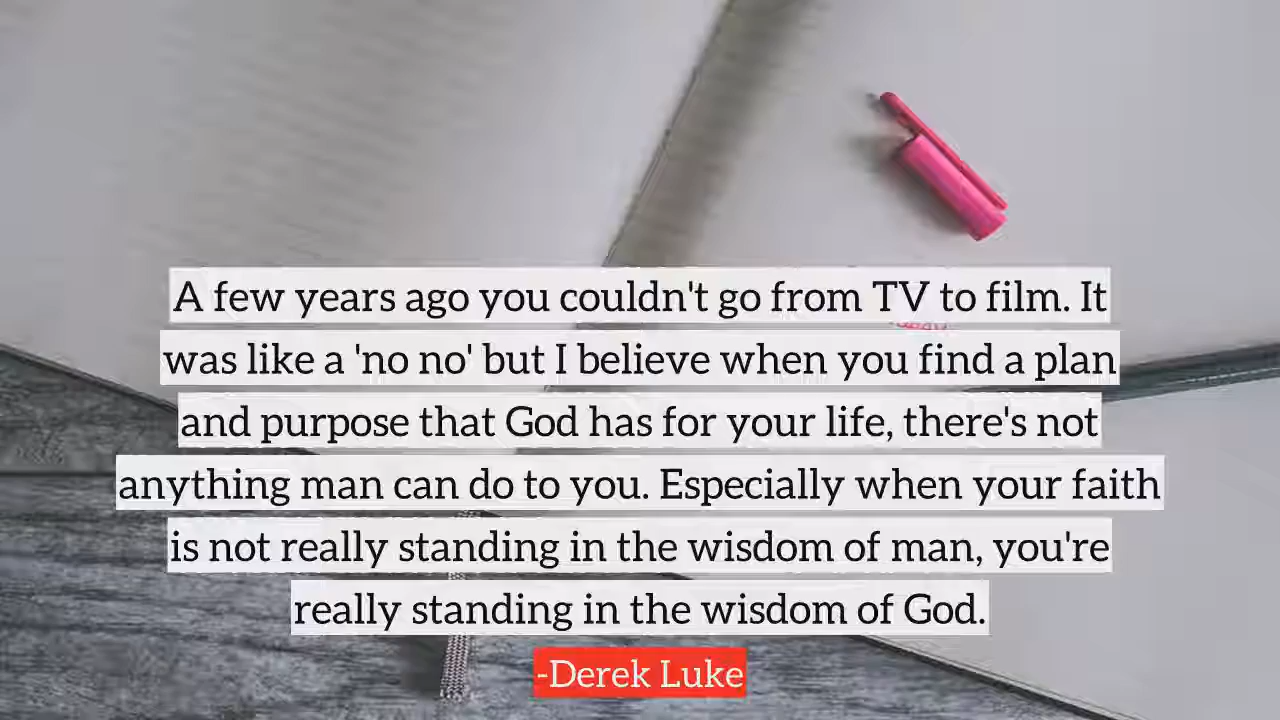 A few years ago you couldn't go from TV to film. It
was like a 'no no' but I believe when you find a plan
and purpose that God has for your life, there's not
anything man can do to you. Especially when your faith
is not really standing in the wisdom of man, you're
really standing in the wisdom of God.
-Derek Luke